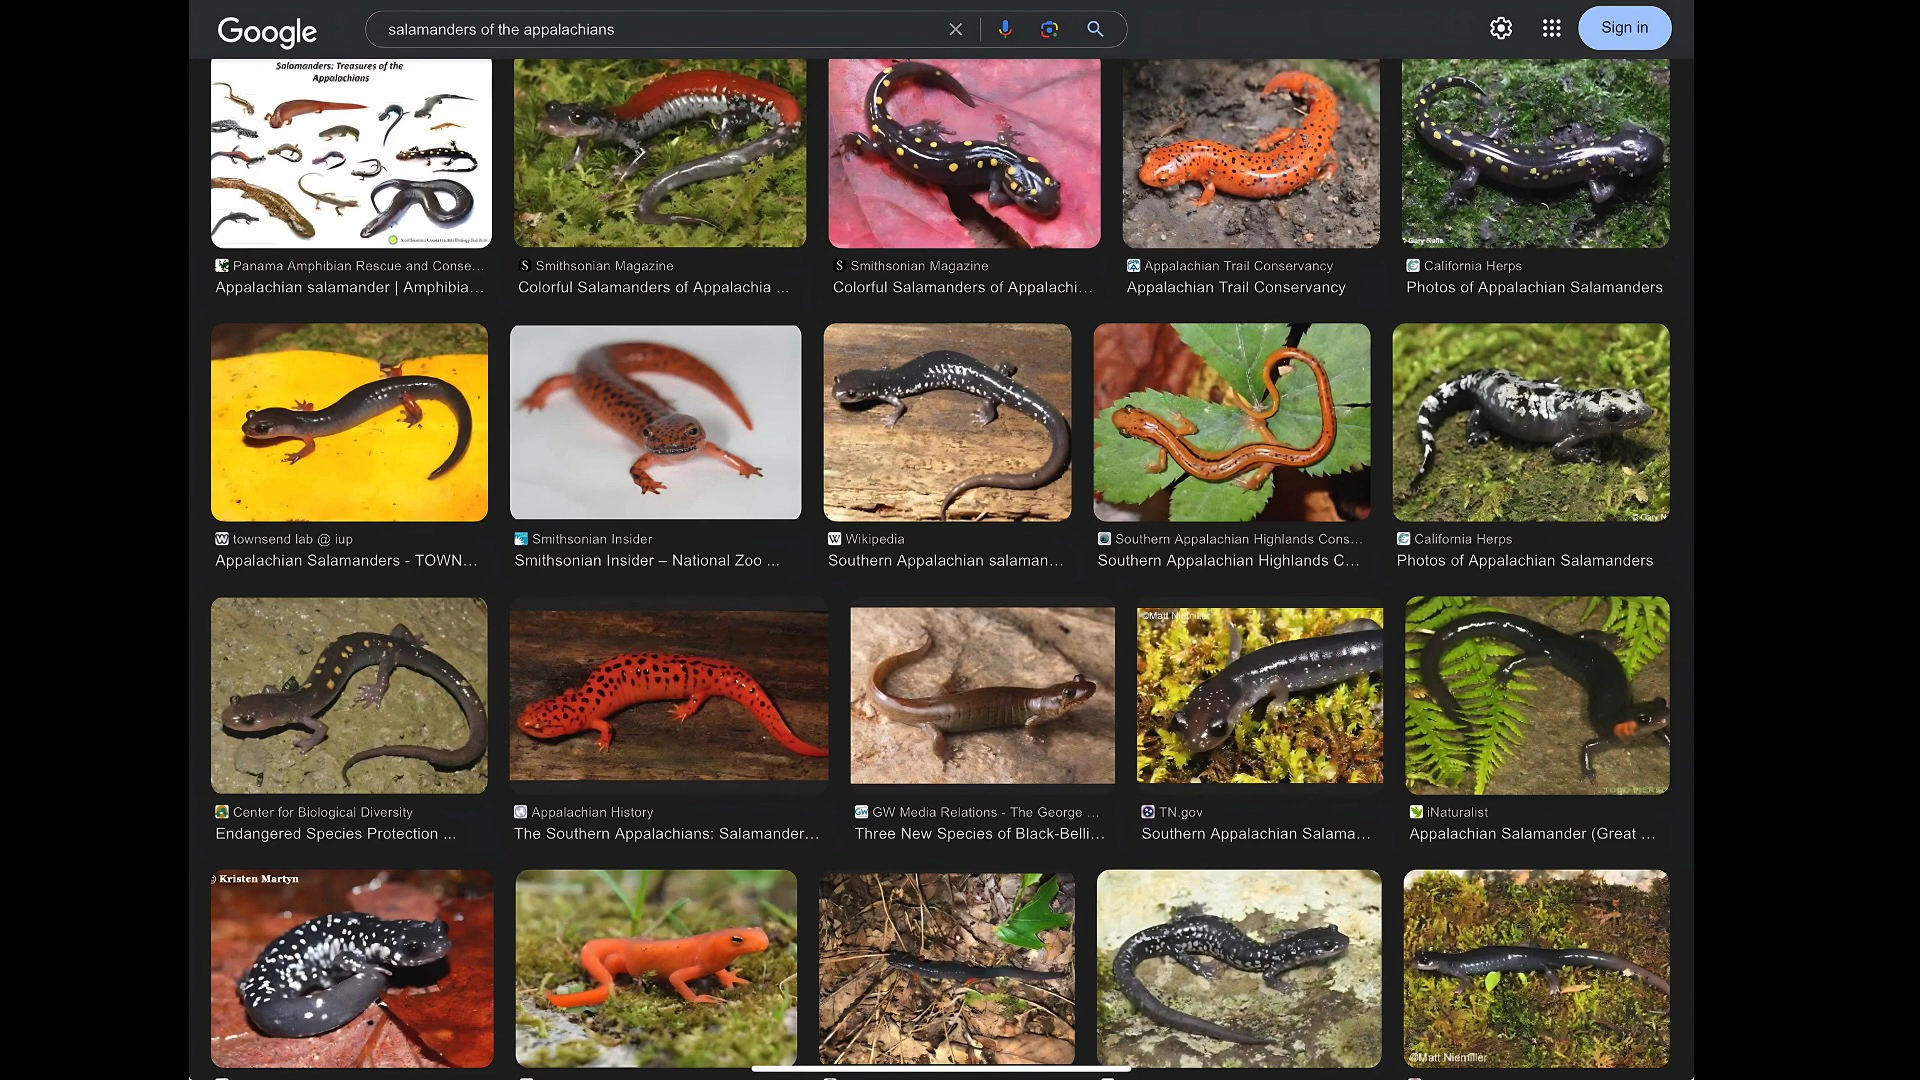 Google
salamanders of the appalachians
Sign in
Salamanders: Treasures of the
Appalachians
Panama Amphibian Rescue and Conse...
Appalachian salamander | Amphibia...
Smithsonian Magazine
Colorful Salamanders of Appalachia ...
Smithsonian Magazine
Colorful Salamanders of Appalachi...
Appalachian Trail Conservancy
Appalachian Trail Conservancy
© Gary Nafis
California Herps
Photos of Appalachian Salamanders
townsend lab @ iup
Appalachian Salamanders - TOWN...
Smithsonian Insider
Smithsonian Insider – National Zoo ...
Wikipedia
Southern Appalachian salaman...
Southern Appalachian Highlands Cons...
Southern Appalachian Highlands C...
© Gary N
California Herps
Photos of Appalachian Salamanders
Center for Biological Diversity
Endangered Species Protection ...
Appalachian History
The Southern Appalachians: Salamander...
GW Media Relations - The George ...
Three New Species of Black-Belli...
©Matt Niemiller
TN.gov
Southern Appalachian Salama...
iNaturalist
Appalachian Salamander (Great ...
© Kristen Martyn
©Matt Niemiller